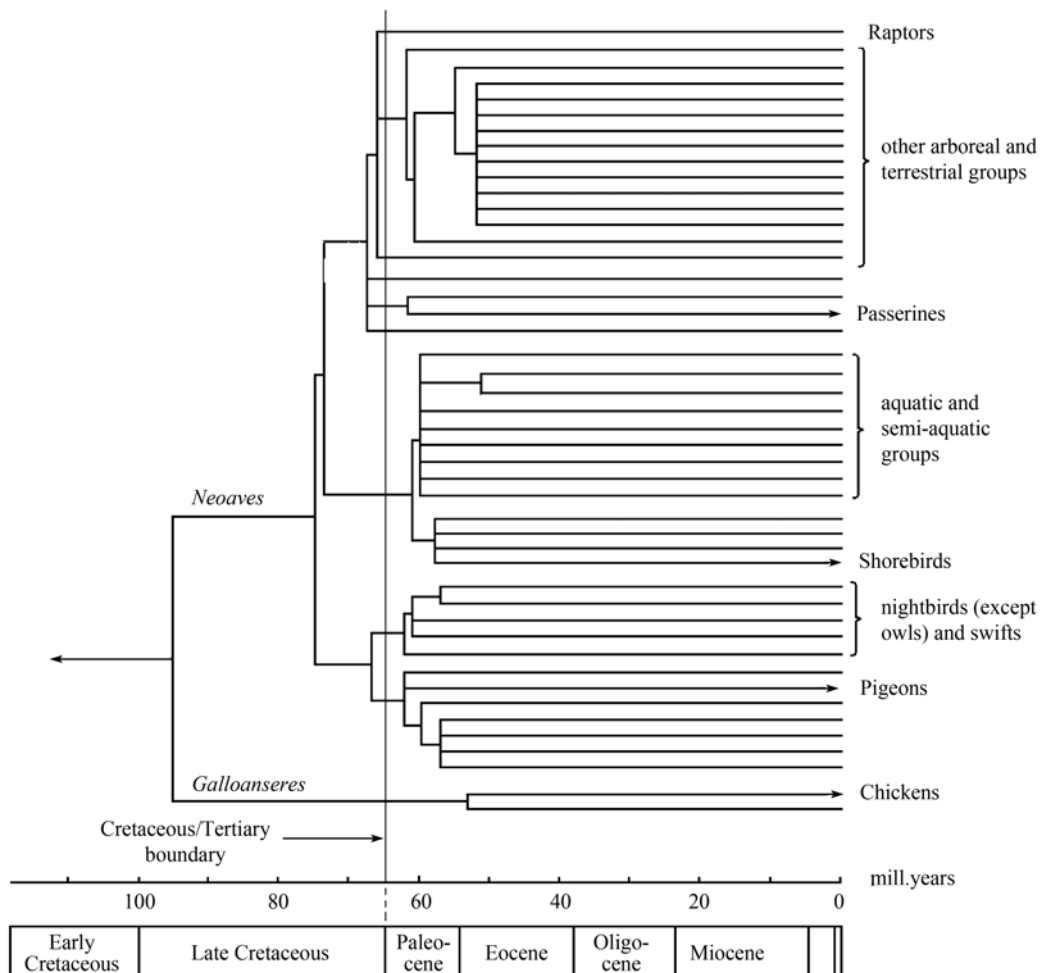 Raptors
other arboreal and
terrestrial groups
Passerines
aquatic and
semi-aquatic
groups
Neoaves
Shorebirds
nightbirds (except
owls) and swifts
Pigeons
Galloanseres
Chickens
Cretaceous/Tertiary
boundary
mill.years
100 80 60 40 20 0
Early
Cretaceous
Late Cretaceous
Paleo-
cene
Eocene
Oligo-
cene
Miocene